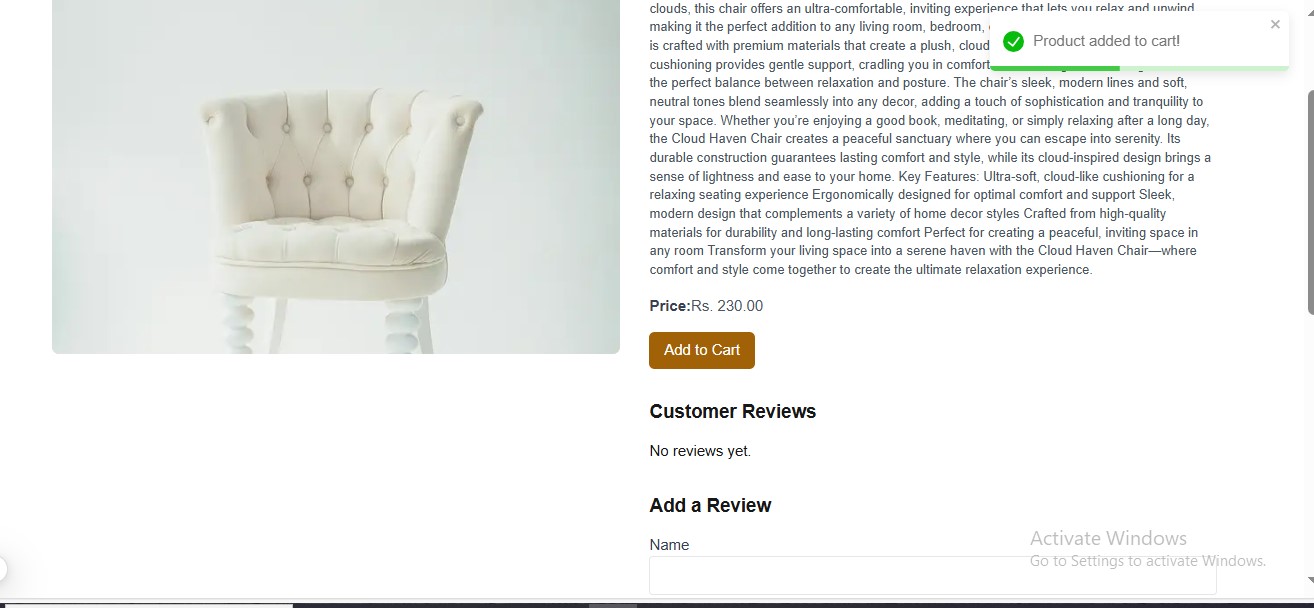 clouds, this chair offers an ultra-comfortable, inviting experience that lets you relax and unwind
making it the perfect addition to any living room, bedroom,
is crafted with premium materials that create a plush, cloud
cushioning provides gentle support, cradling you in comfort
the perfect balance between relaxation and posture. The chair’s sleek, modern lines and soft,
neutral tones blend seamlessly into any decor, adding a touch of sophistication and tranquility to
your space. Whether you’re enjoying a good book, meditating, or simply relaxing after a long day,
the Cloud Haven Chair creates a peaceful sanctuary where you can escape into serenity. Its
durable construction guarantees lasting comfort and style, while its cloud-inspired design brings a
sense of lightness and ease to your home. Key Features: Ultra-soft, cloud-like cushioning for a
relaxing seating experience Ergonomically designed for optimal comfort and support Sleek,
modern design that complements a variety of home decor styles Crafted from high-quality
materials for durability and long-lasting comfort Perfect for creating a peaceful, inviting space in
any room Transform your living space into a serene haven with the Cloud Haven Chair—where
comfort and style come together to create the ultimate relaxation experience.
Product added to cart!
Price:Rs. 230.00
Add to Cart
Customer Reviews
No reviews yet.
Add a Review
Name
Activate Windows
Go to Settings to activate Windows.